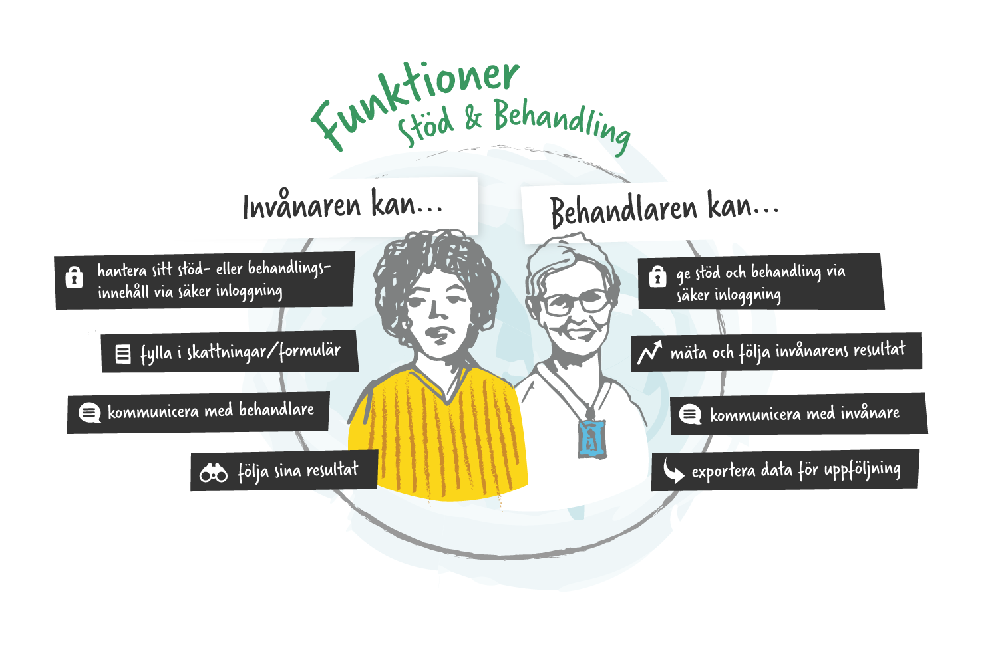 Funktioner
Stöd & Behandling
Invånaren kan...
hantera sitt stöd- eller behandlings-
innehåll via säker inloggning
fylla i skattningar/formulär
kommunicera med behandlare
följa sina resultat
Behandlaren kan...
ge stöd och behandling via
säker inloggning
mäta och följa invånarens resultat
kommunicera med invånare
exportera data för uppföljning